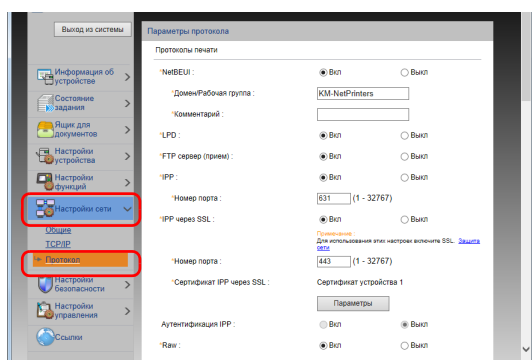 Выход из системы
Информация об устройстве
Состояние задания
Ящик для документов
Настройки устройства
Настройки функций
Настройки сети
Общие
TCP/IP
Протокол
Настройки безопасности
Настройки управления
Ссылки
Параметры протокола
Протоколы печати
*NetBEUI : Вкл Выкл
*Домен/Рабочая группа : KM-NetPrinters
*Комментарий :
*LPD : Вкл Выкл
*FTP сервер (прием) : Вкл Выкл
*IPP : Вкл Выкл
*Номер порта : 631 (1 - 32767)
*IPP через SSL : Вкл Выкл
Примечание :
Для использования этих настроек включите SSL. Защита
сети
*Номер порта : 443 (1 - 32767)
*Сертификат IPP через SSL : Сертификат устройства 1
Параметры
Аутентификация IPP : Вкл Выкл
*Raw : Вкл Выкл